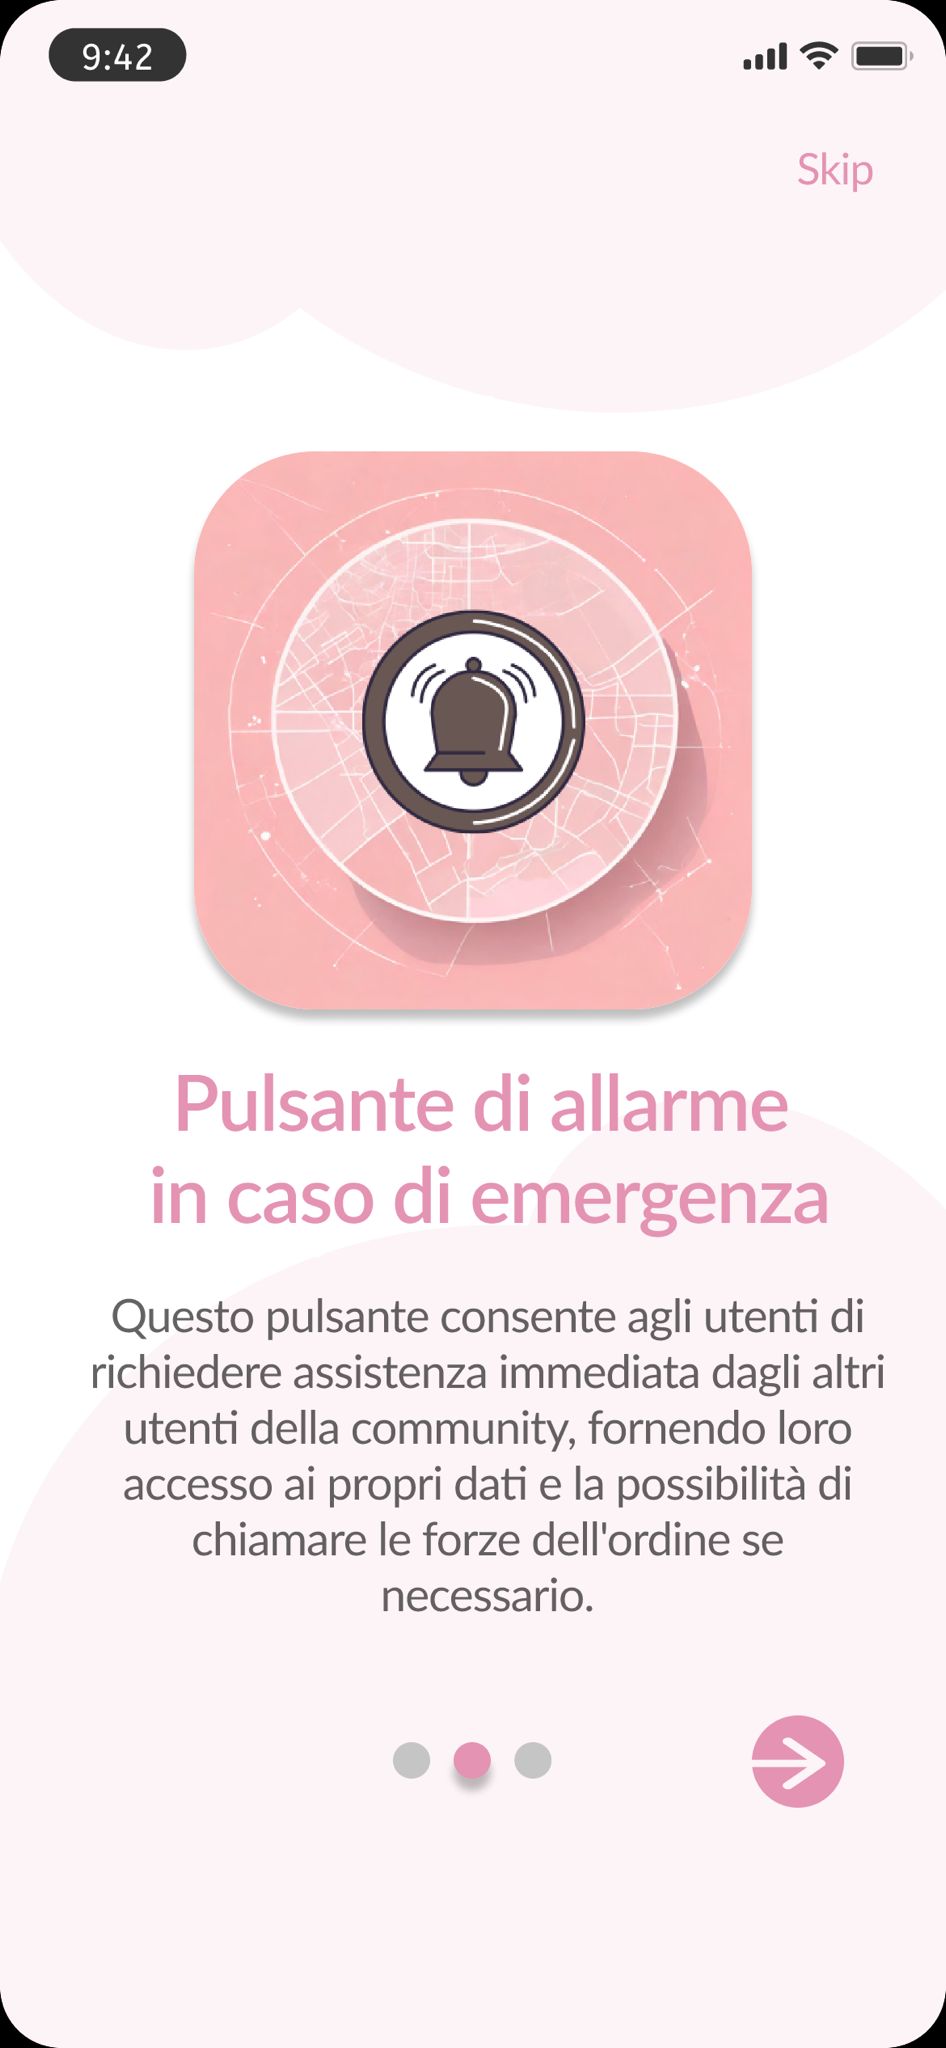 9:42
Skip
Pulsante di allarme
in caso di emergenza
Questo pulsante consente agli utenti di
richiedere assistenza immediata dagli altri
utenti della community, fornendo loro
accesso ai propri dati e la possibilità di
chiamare le forze dell'ordine se
necessario.